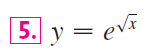 5. y = e^√x